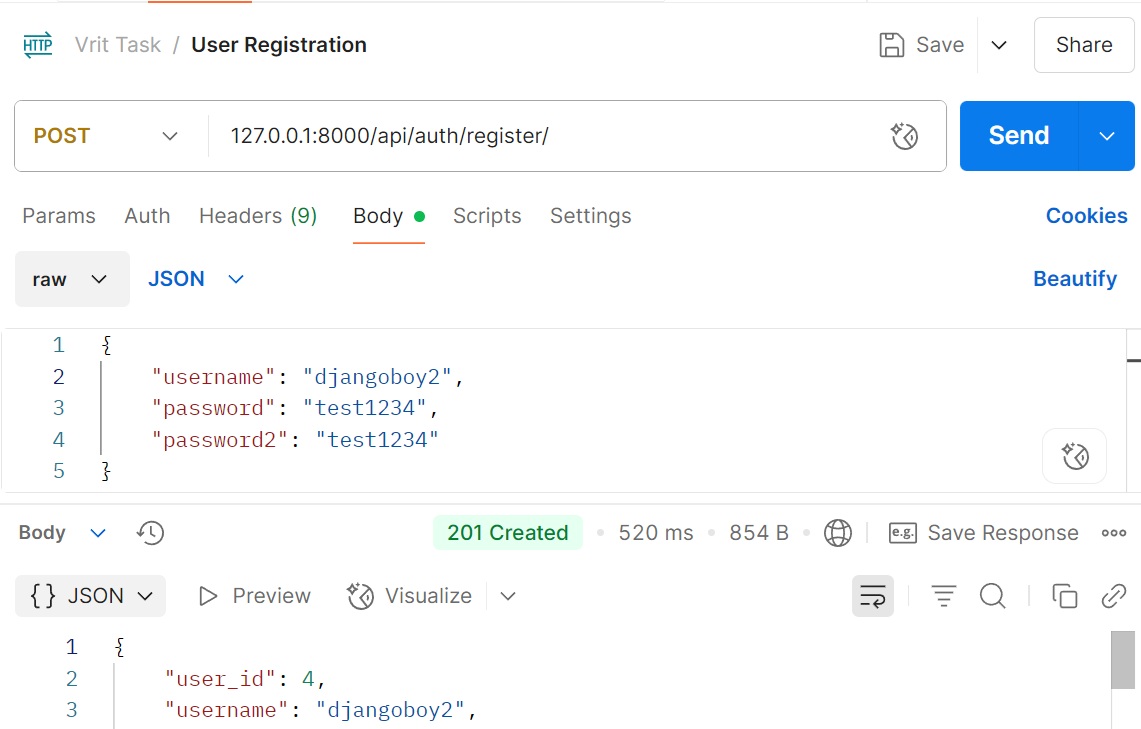 HTTP Vrit Task / User Registration Save Share
POST 127.0.0.1:8000/api/auth/register/ Send
Params Auth Headers (9) Body Scripts Settings Cookies
raw JSON Beautify
1 {
2 "username": "djangoboy2",
3 "password": "test1234",
4 "password2": "test1234"
5 }
Body 201 Created 520 ms 854 B e.g. Save Response
{} JSON Preview Visualize
1 {
2 "user_id": 4,
3 "username": "djangoboy2",